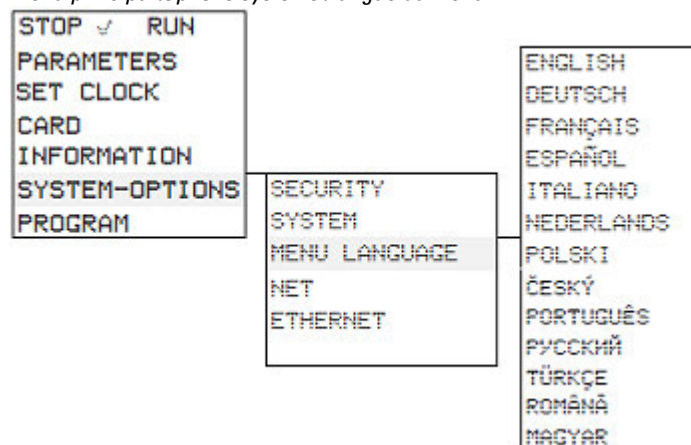 STOP √ RUN
PARAMETERS
SET CLOCK
CARD
INFORMATION
SYSTEM-OPTIONS
PROGRAM
SECURITY
SYSTEM
MENU LANGUAGE
NET
ETHERNET
ENGLISH
DEUTSCH
FRANÇAIS
ESPAÑOL
ITALIANO
NEDERLANDS
POLSKI
ČESKÝ
PORTUGUÊS
РУССКИЙ
TÜRKÇE
ROMÂNĂ
MAGYAR